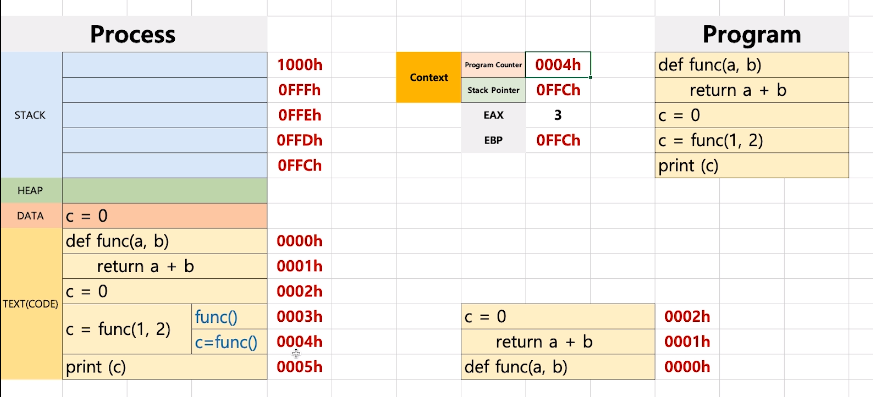 Process
Program
1000h
Context
Program Counter
0004h
def func(a, b)
0FFFh
Stack Pointer
0FFCh
return a + b
STACK
0FFEh
EAX
3
c = 0
0FFDh
EBP
0FFCh
c = func(1, 2)
0FFCh
print (c)
HEAP
DATA
c = 0
TEXT(CODE)
def func(a, b)
0000h
return a + b
0001h
c = 0
0002h
c = func(1, 2)
func()
0003h
c=func()
0004h
print (c)
0005h
c = 0
0002h
return a + b
0001h
def func(a, b)
0000h